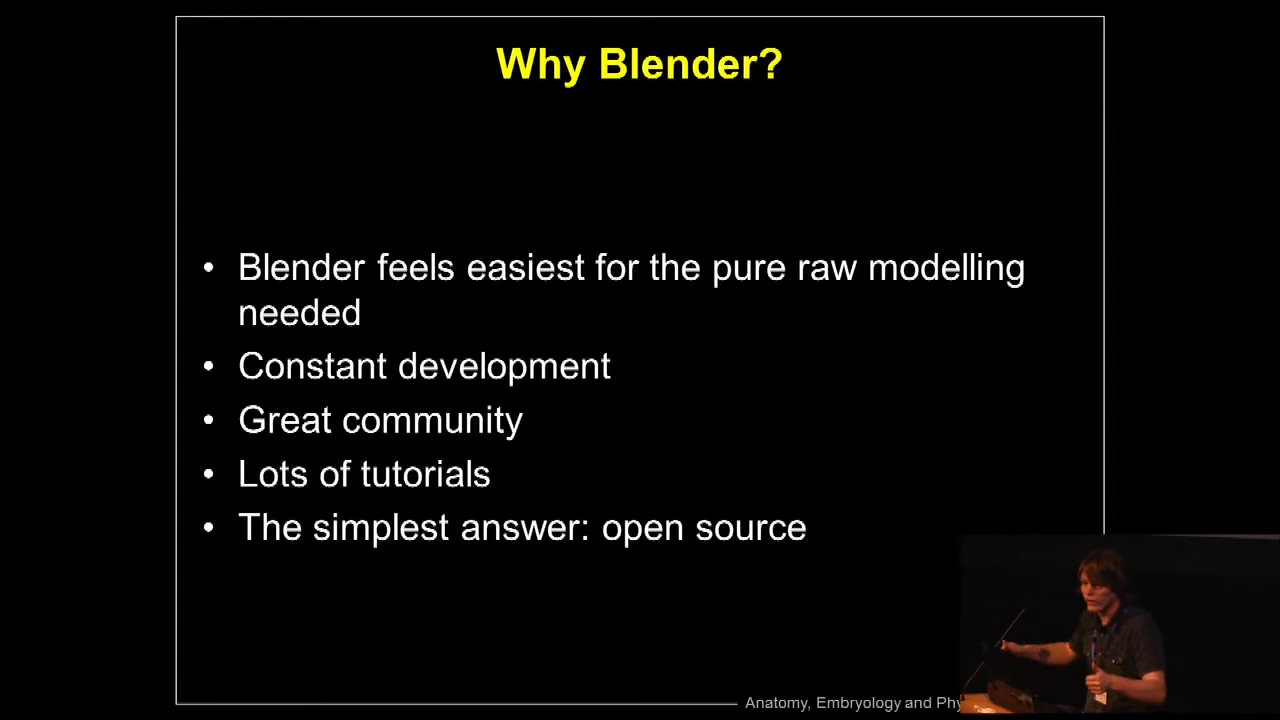 Why Blender?
• Blender feels easiest for the pure raw modelling
needed
• Constant development
• Great community
• Lots of tutorials
• The simplest answer: open source
Anatomy, Embryology and